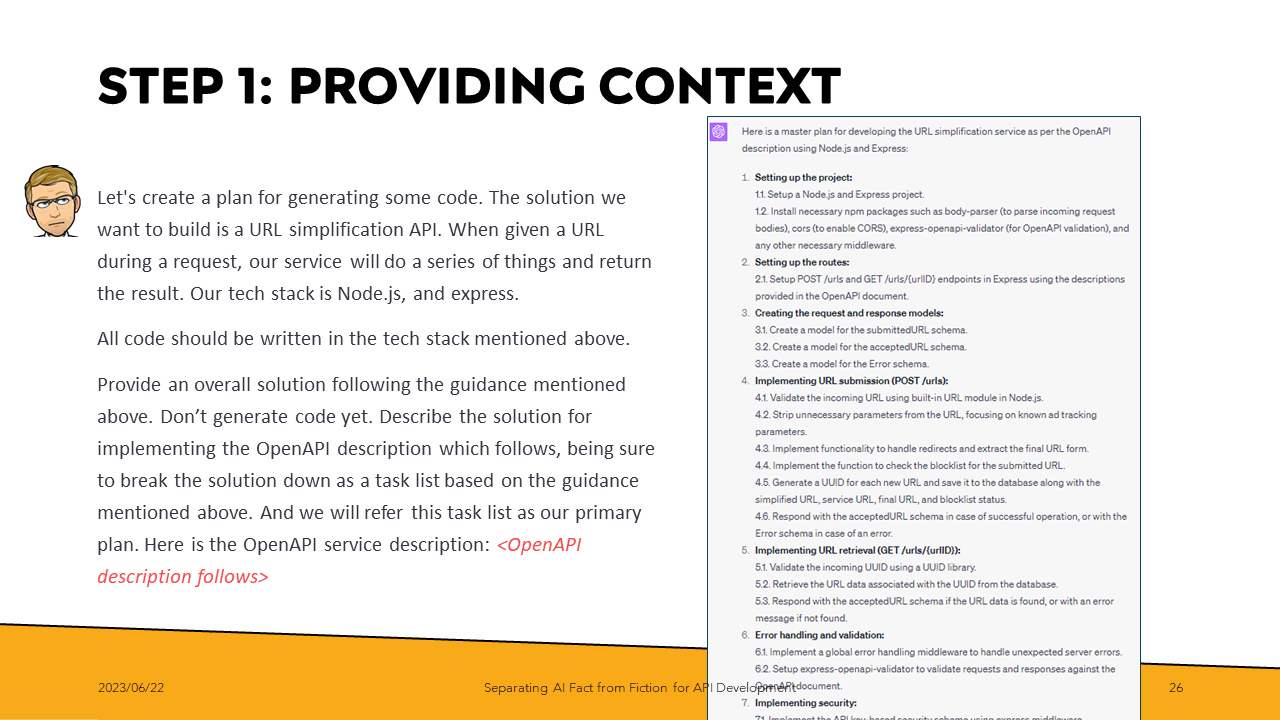 STEP 1: PROVIDING CONTEXT
Let's create a plan for generating some code. The solution we
want to build is a URL simplification API. When given a URL
during a request, our service will do a series of things and return
the result. Our tech stack is Node.js, and express.
All code should be written in the tech stack mentioned above.
Provide an overall solution following the guidance mentioned
above. Don’t generate code yet. Describe the solution for
implementing the OpenAPI description which follows, being sure
to break the solution down as a task list based on the guidance
mentioned above. And we will refer this task list as our primary
plan. Here is the OpenAPI service description: <OpenAPI
description follows>
Here is a master plan for developing the URL simplification service as per the OpenAPI
description using Node.js and Express:
1. Setting up the project:
1.1. Setup a Node.js and Express project.
1.2. Install necessary npm packages such as body-parser (to parse incoming request
bodies), cors (to enable CORS), express-openapi-validator (for OpenAPI validation), and
any other necessary middleware.
2. Setting up the routes:
2.1. Setup POST /urls and GET /urls/{urlID} endpoints in Express using the descriptions
provided in the OpenAPI document.
3. Creating the request and response models:
3.1. Create a model for the submittedURL schema.
3.2. Create a model for the acceptedURL schema.
3.3. Create a model for the Error schema.
4. Implementing URL submission (POST /urls):
4.1. Validate the incoming URL using built-in URL module in Node.js.
4.2. Strip unnecessary parameters from the URL, focusing on known ad tracking
parameters.
4.3. Implement functionality to handle redirects and extract the final URL form.
4.4. Implement the function to check the blocklist for the submitted URL.
4.5. Generate a UUID for each new URL and save it to the database along with the
simplified URL, service URL, final URL, and blocklist status.
4.6. Respond with the acceptedURL schema in case of successful operation, or with the
Error schema in case of an error.
5. Implementing URL retrieval (GET /urls/{urlID}):
5.1. Validate the incoming UUID using a UUID library.
5.2. Retrieve the URL data associated with the UUID from the database.
5.3. Respond with the acceptedURL schema if the URL data is found, or with an error
message if not found.
6. Error handling and validation:
6.1. Implement a global error handling middleware to handle unexpected server errors.
6.2. Setup express-openapi-validator to validate requests and responses against the
OpenAPI document.
7. Implementing security:
7.1. Implement the API key-based security scheme using express middleware.
2023/06/22
Separating AI Fact from Fiction for API Development
26